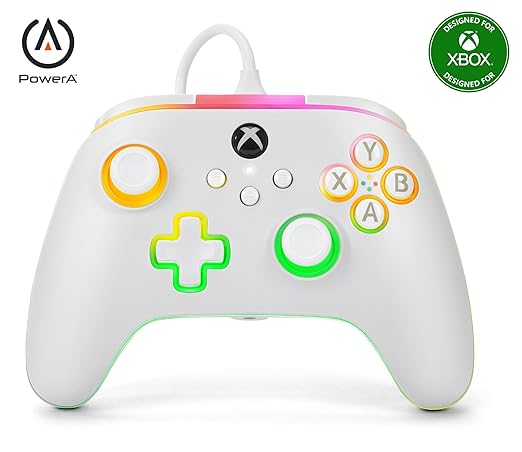 PowerA
DESIGNED FOR
XBOX
DESIGNED FOR
Y
X
B
A